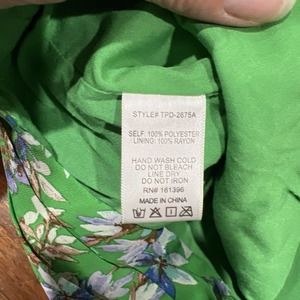 STYLE# TPD-2675A
SELF: 100% POLYESTER
LINING: 100% RAYON
HAND WASH COLD
DO NOT BLEACH
LINE DRY
DO NOT IRON
RN# 161396
MADE IN CHINA